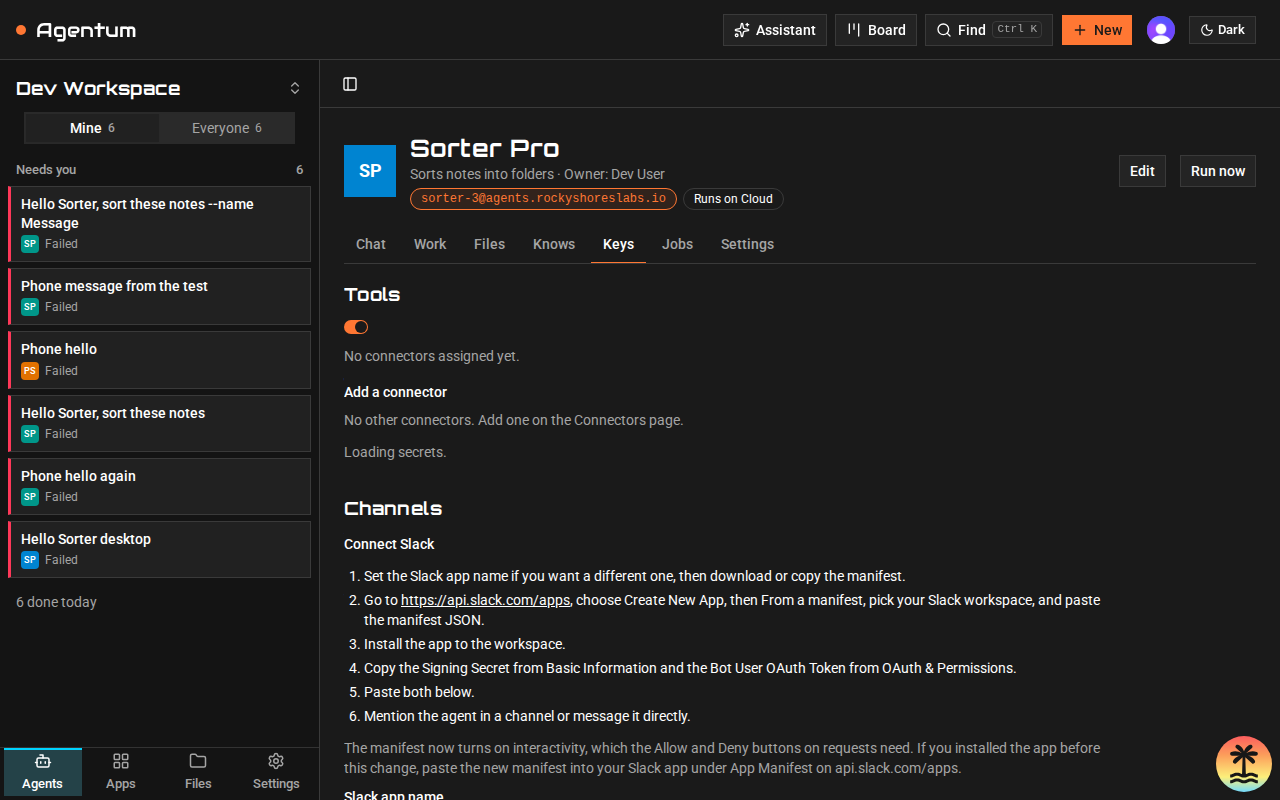 Agentum
Assistant
Board
Find Ctrl K
New
Dark
Dev Workspace
Mine 6
Everyone 6
Needs you 6
Hello Sorter, sort these notes --name
Message
SP Failed
Phone message from the test
SP Failed
Phone hello
PS Failed
Hello Sorter, sort these notes
SP Failed
Phone hello again
SP Failed
Hello Sorter desktop
SP Failed
6 done today
Agents
Apps
Files
Settings
SP
Sorter Pro
Sorts notes into folders · Owner: Dev User
sorter-3@agents.rockyshoreslabs.io
Runs on Cloud
Edit
Run now
Chat
Work
Files
Knows
Keys
Jobs
Settings
Tools
No connectors assigned yet.
Add a connector
No other connectors. Add one on the Connectors page.
Loading secrets.
Channels
Connect Slack
1. Set the Slack app name if you want a different one, then download or copy the manifest.
2. Go to https://api.slack.com/apps, choose Create New App, then From a manifest, pick your Slack workspace, and paste
the manifest JSON.
3. Install the app to the workspace.
4. Copy the Signing Secret from Basic Information and the Bot User OAuth Token from OAuth & Permissions.
5. Paste both below.
6. Mention the agent in a channel or message it directly.
The manifest now turns on interactivity, which the Allow and Deny buttons on requests need. If you installed the app before
this change, paste the new manifest into your Slack app under App Manifest on api.slack.com/apps.
Slack app name